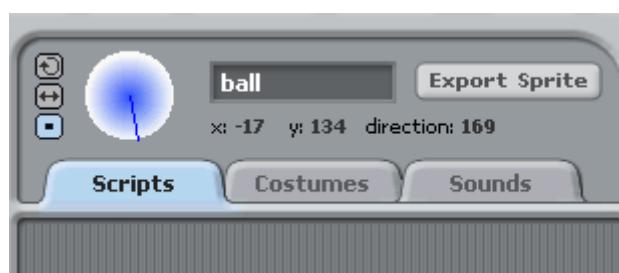 ball Export Sprite
x: -17 y: 134 direction: 169
Scripts Costumes Sounds